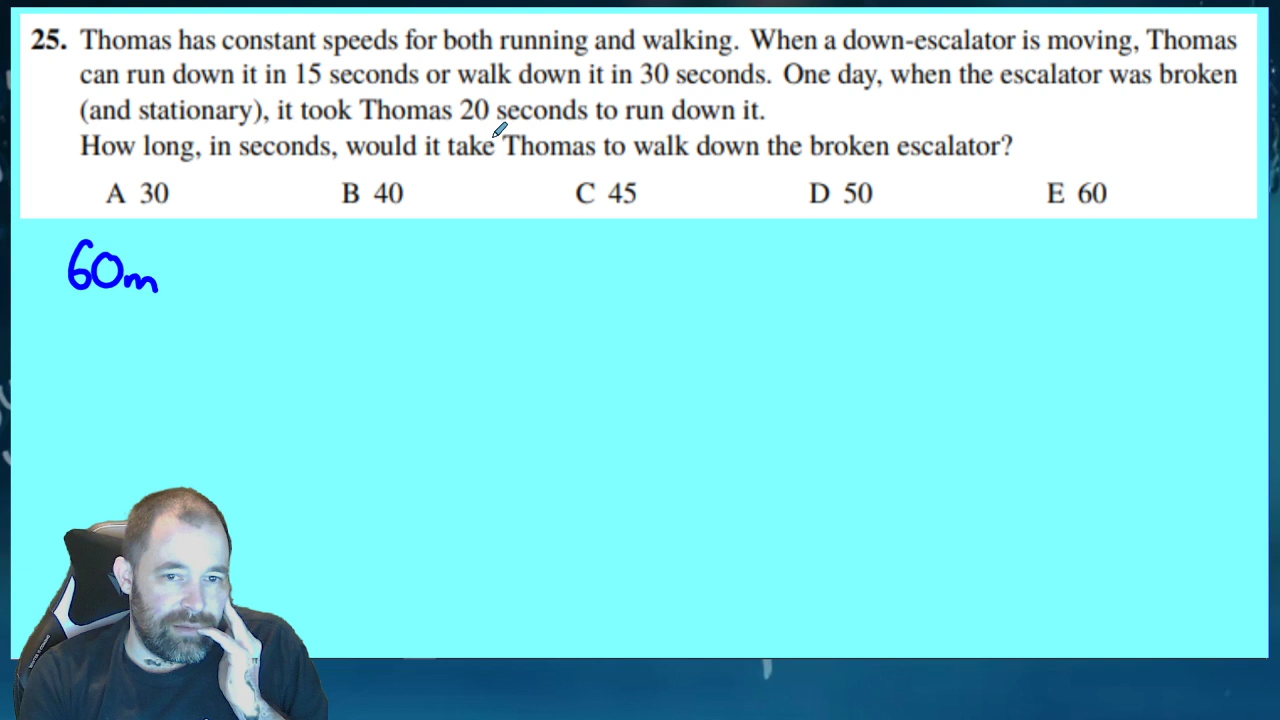 25. Thomas has constant speeds for both running and walking. When a down-escalator is moving, Thomas
can run down it in 15 seconds or walk down it in 30 seconds. One day, when the escalator was broken
(and stationary), it took Thomas 20 seconds to run down it.
How long, in seconds, would it take Thomas to walk down the broken escalator?
A 30 B 40 C 45 D 50 E 60
60m